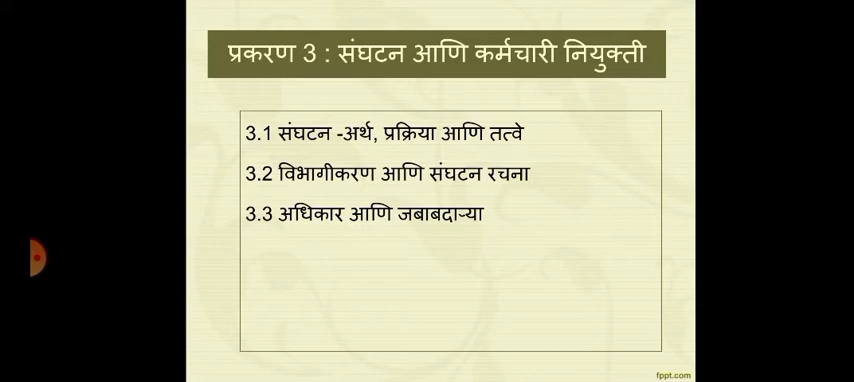 प्रकरण 3 : संघटन आणि कर्मचारी नियुक्ती
3.1 संघटन -अर्थ, प्रक्रिया आणि तत्वे
3.2 विभागीकरण आणि संघटन रचना
3.3 अधिकार आणि जबाबदाऱ्या
fppt.com